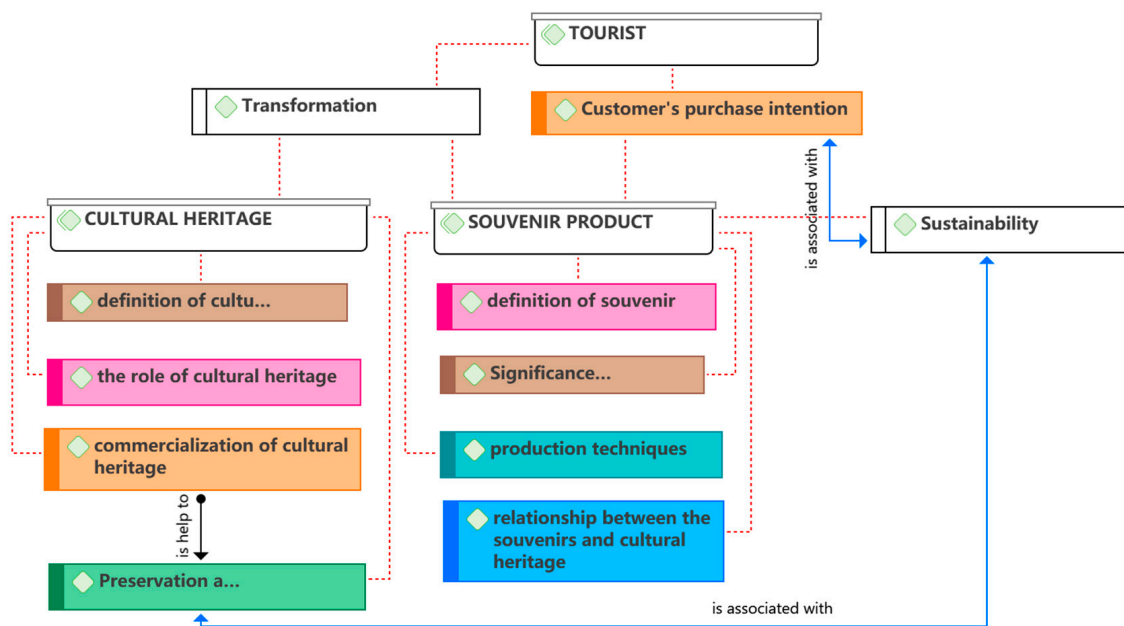 TOURIST
Transformation
Customer's purchase intention
is associated with
CULTURAL HERITAGE
SOUVENIR PRODUCT
Sustainability
definition of cultu...
definition of souvenir
the role of cultural heritage
Significance...
commercialization of cultural
heritage
production techniques
is help to
relationship between the
souvenirs and cultural
heritage
Preservation a...
is associated with